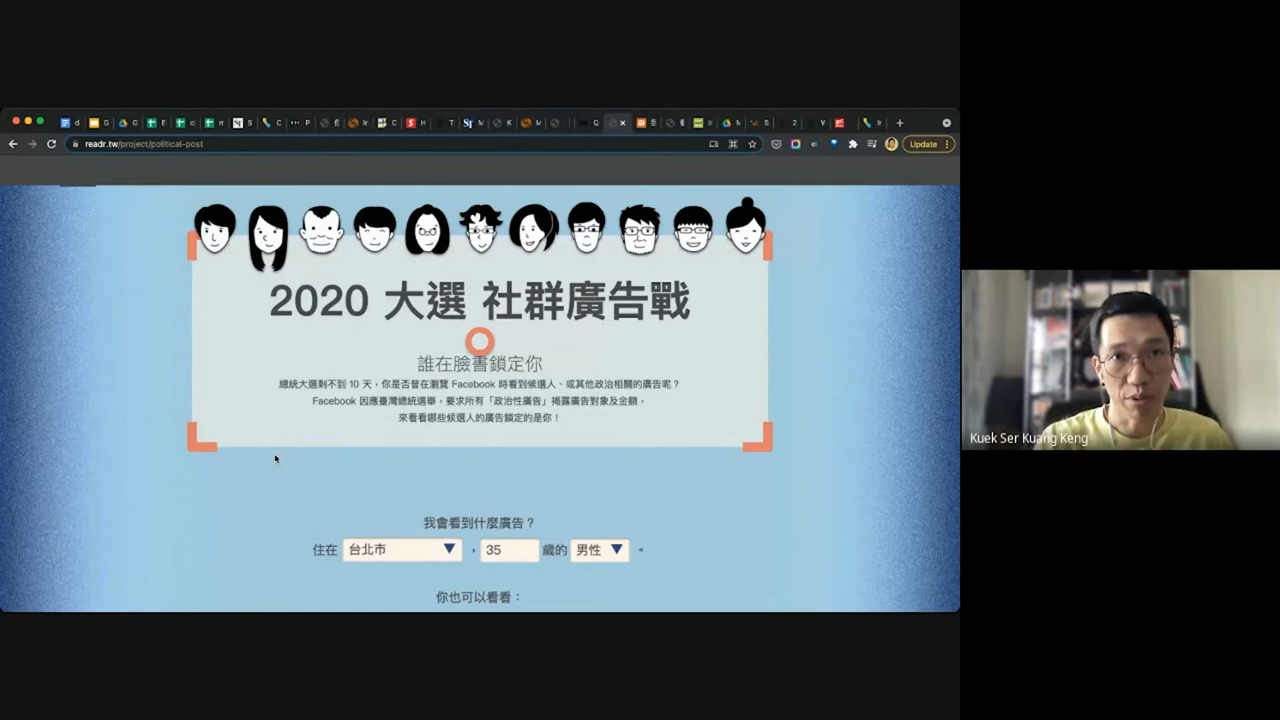 Update
readr.tw/project/political-post
2020 大選 社群廣告戰
誰在臉書鎖定你
總統大選剩不到 10 天，你是否曾在瀏覽 Facebook 時看到候選人、或其他政治相關的廣告呢？
Facebook 因應臺灣總統選舉，要求所有「政治性廣告」揭露廣告對象及金額，
來看看哪些候選人的廣告鎖定的是你！
我會看到什麼廣告？
住在 台北市 ，35 歲的 男性 。
你也可以看看：
Kuek Ser Kuang Keng